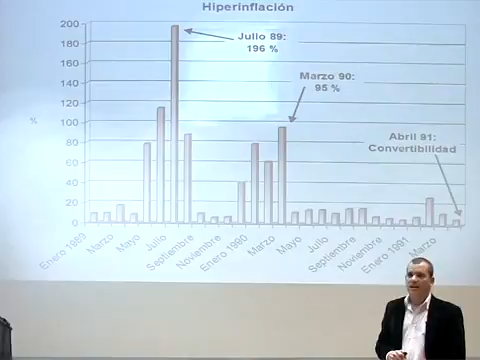 Hiperinflación
200
180
160
140
120
100
80
60
40
20
0
%
Julio 89:
196 %
Marzo 90:
95 %
Abril 91:
Convertibilidad
Enero 1989
Marzo
Mayo
Julio
Septiembre
Noviembre
Enero 1990
Marzo
Mayo
Julio
Septiembre
Noviembre
Enero 1991
Marzo